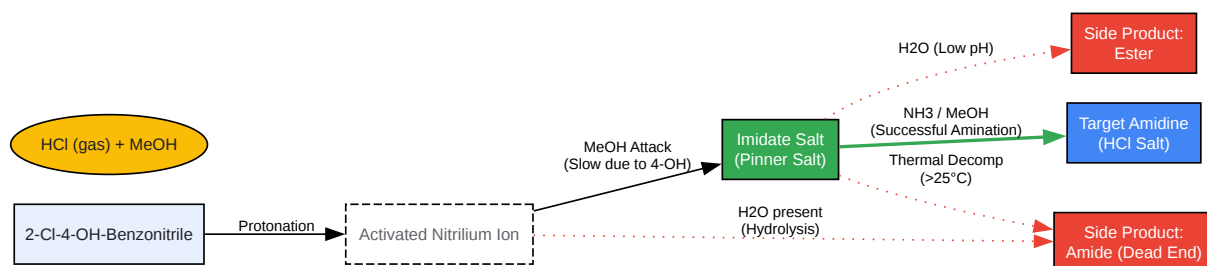 H2O (Low pH)
Side Product:
Ester
HCl (gas) + MeOH
MeOH Attack
(Slow due to 4-OH)
Imidate Salt
(Pinner Salt)
NH3 / MeOH
(Successful Amination)
Target Amidine
(HCl Salt)
Thermal Decomp
(>25°C)
2-Cl-4-OH-Benzonitrile
Protonation
Activated Nitrilium Ion
H2O present
(Hydrolysis)
Side Product:
Amide (Dead End)